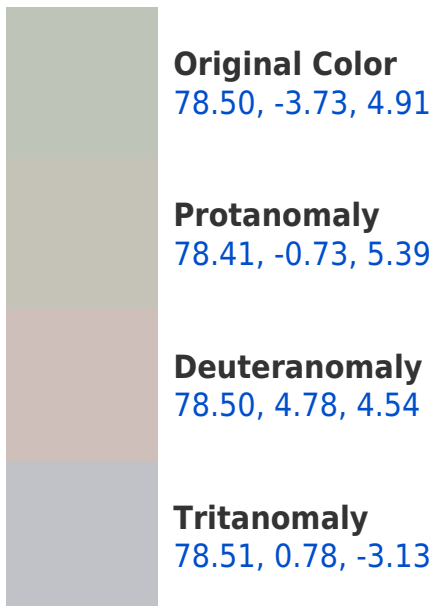 Original Color
78.50, -3.73, 4.91
Protanomaly
78.41, -0.73, 5.39
Deuteranomaly
78.50, 4.78, 4.54
Tritanomaly
78.51, 0.78, -3.13